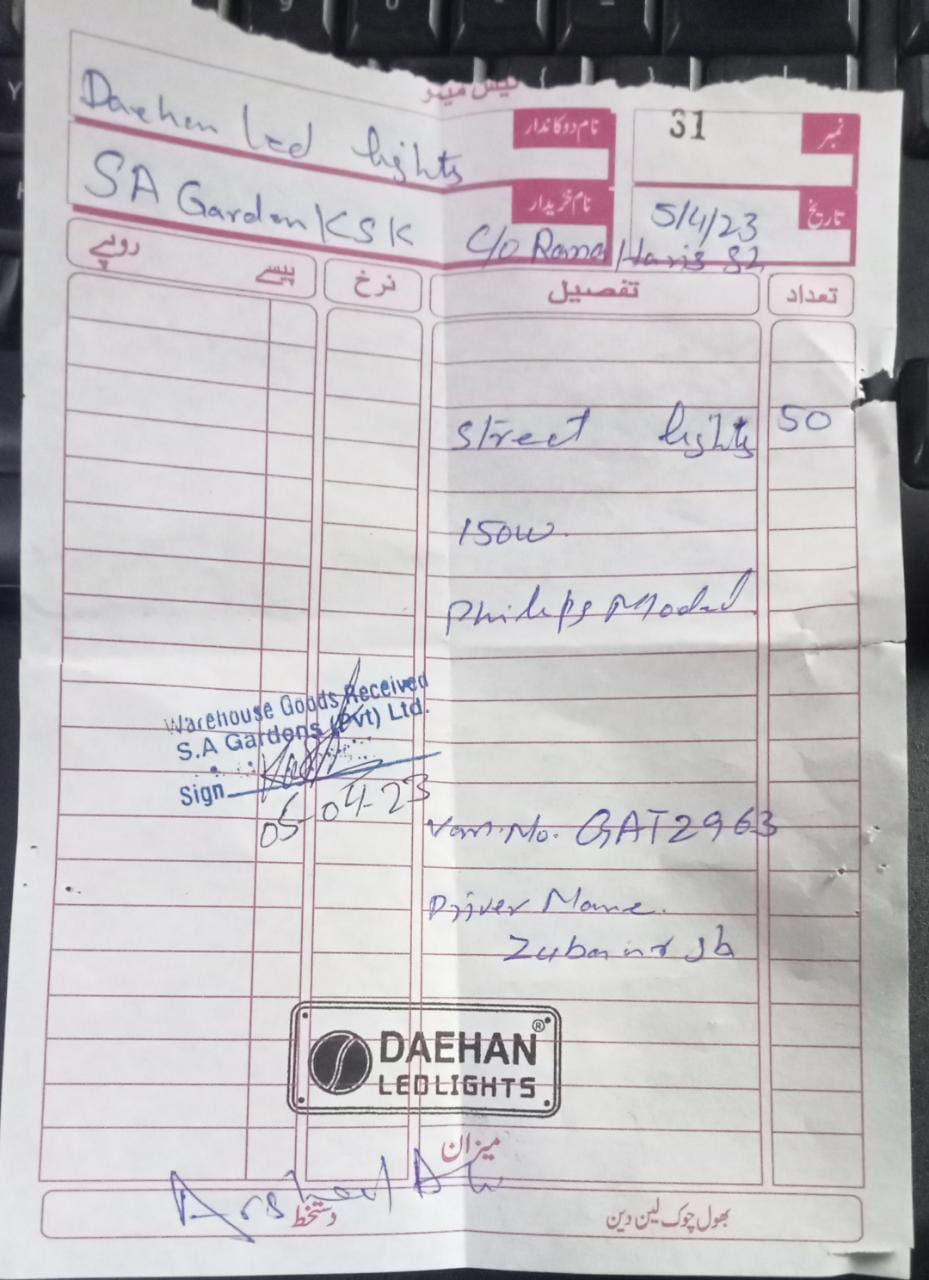 کیش میمو
نمبر 31
نام دوکاندار Daehan Led lights
تاریخ 5/4/23
نام خریدار SA Garden KSK
C/O Rana Haris Sb
تعداد تفصیل نرخ پیسے روپے
Street lights 50
150W.
Philips Model
Warehouse Goods Received
S.A Gardens (Pvt) Ltd.
Sign
05-04-23
Van.No. GAT2963
Driver Name.
Zubair Sb
DAEHAN®
LED LIGHTS
میزان
Arshad Ali
دستخط
بھول چوک لین دین